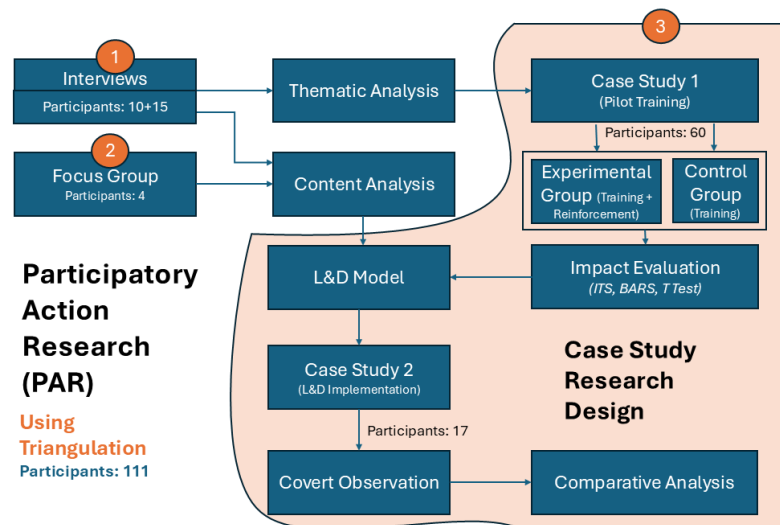 1
Interviews
Participants: 10+15
Thematic Analysis
3
Case Study 1
(Pilot Training)
Participants: 60
2
Focus Group
Participants: 4
Content Analysis
Experimental
Group (Training +
Reinforcement)
Control
Group
(Training)
L&D Model
Impact Evaluation
(ITS, BARS, T Test)
Participatory
Action
Research
(PAR)
Using
Triangulation
Participants: 111
Case Study 2
(L&D Implementation)
Participants: 17
Case Study
Research
Design
Covert Observation
Comparative Analysis